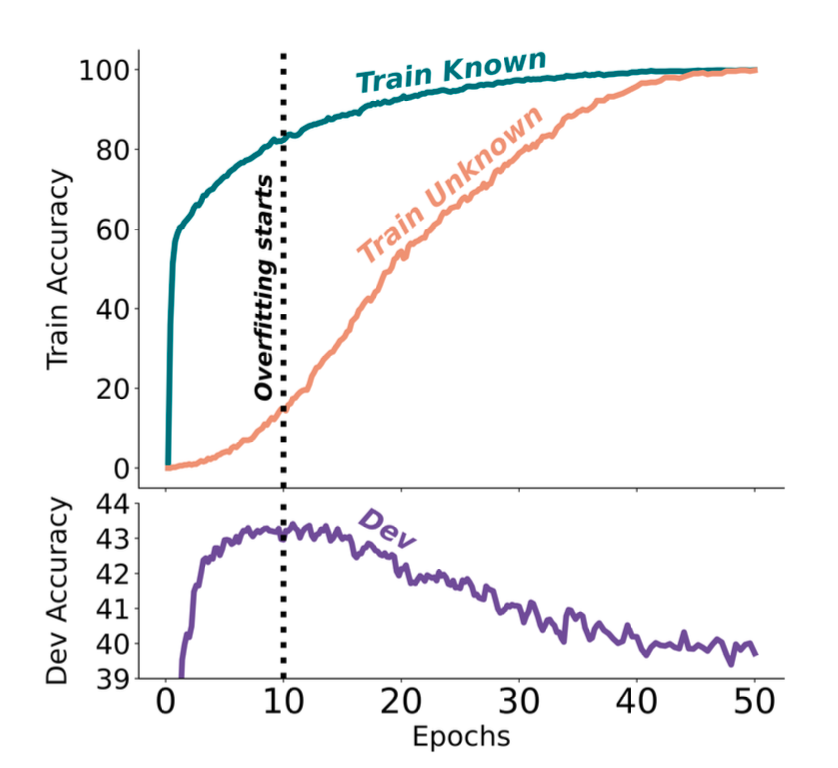 Train Known
Train Unknown
Overfitting starts
Train Accuracy
100
80
60
40
20
0
Dev
Dev Accuracy
44
43
42
41
40
39
0 10 20 30 40 50
Epochs